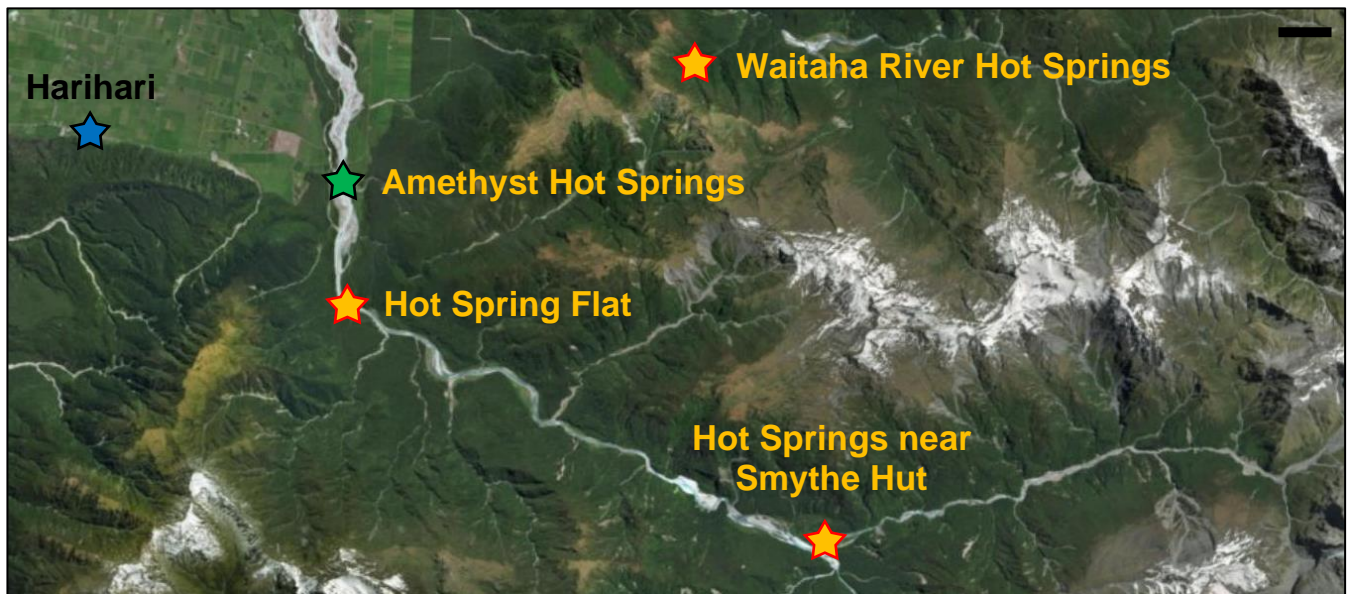 Waitaha River Hot Springs
Harihari
Amethyst Hot Springs
Hot Spring Flat
Hot Springs near
Smythe Hut